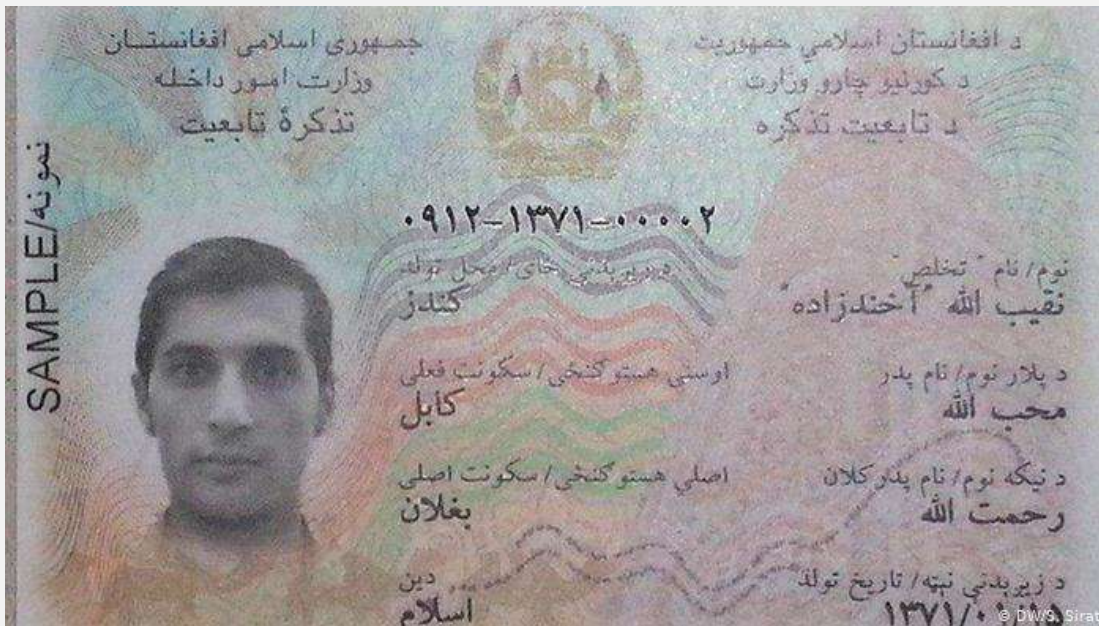 د افغانستان اسلامي جمهوریت
د کورنیو چارو وزارت
د تابعیت تذکره
جمهوری اسلامی افغانستان
وزارت امور داخله
تذکرهٔ تابعیت
نمونه/SAMPLE
۰۹۱۲-۱۳۷۱-۰۰۰۰۲
نوم/نام "تخلص"
نقیب الله "آخندزاده"
د زیږیدنې ځای/محل تولد
کندز
د پلار نوم/نام پدر
محب الله
اوسنی هستوګنځی/سکونت فعلی
کابل
د نیکه نوم/نام پدرکلان
رحمت الله
اصلي هستوګنځی/سکونت اصلی
بغلان
د زیږیدنې نېټه/تاریخ تولد
۱۳۷۱/
دین
اسلام
© DW/S. Sirat